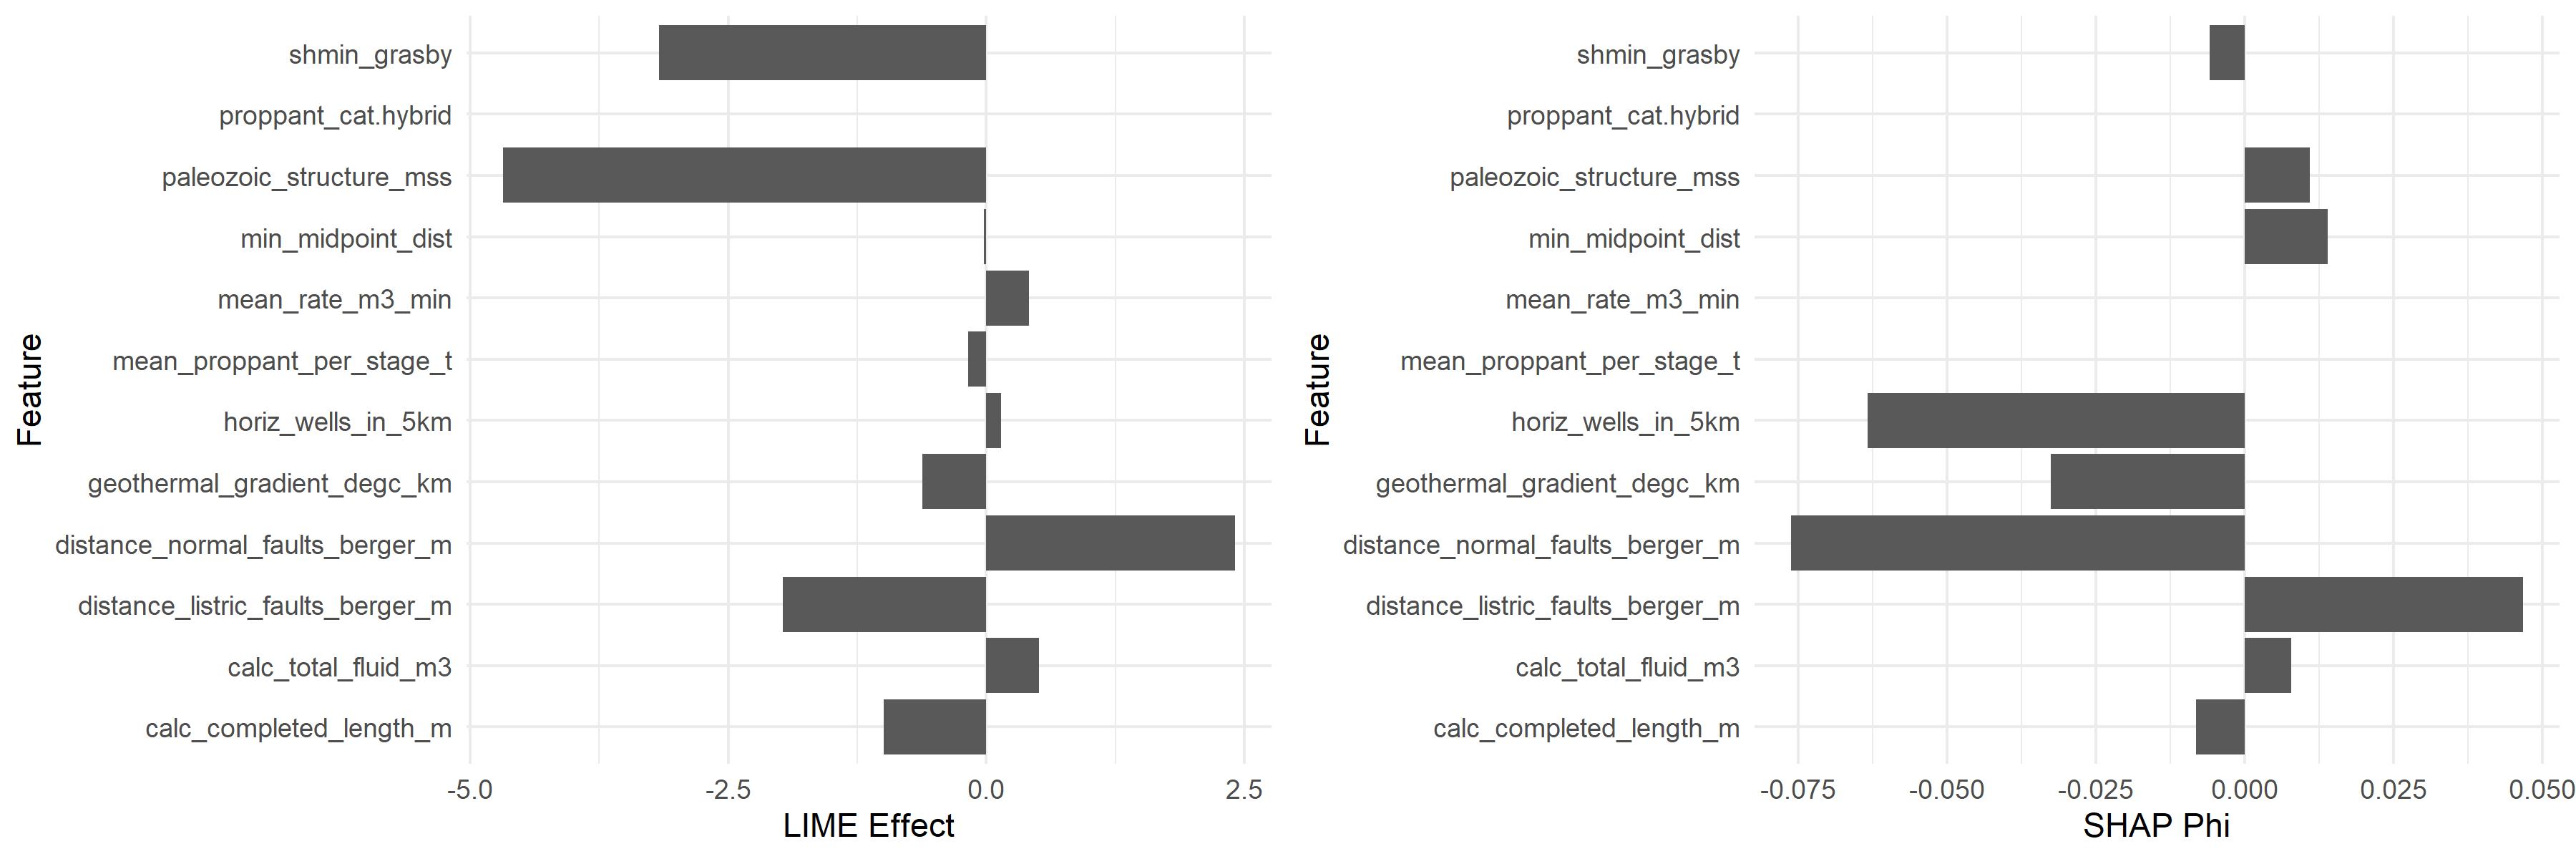 Feature
shmin_grasby
proppant_cat.hybrid
paleozoic_structure_mss
min_midpoint_dist
mean_rate_m3_min
mean_proppant_per_stage_t
horiz_wells_in_5km
geothermal_gradient_degc_km
distance_normal_faults_berger_m
distance_listric_faults_berger_m
calc_total_fluid_m3
calc_completed_length_m
-5.0 -2.5 0.0 2.5
LIME Effect
Feature
shmin_grasby
proppant_cat.hybrid
paleozoic_structure_mss
min_midpoint_dist
mean_rate_m3_min
mean_proppant_per_stage_t
horiz_wells_in_5km
geothermal_gradient_degc_km
distance_normal_faults_berger_m
distance_listric_faults_berger_m
calc_total_fluid_m3
calc_completed_length_m
-0.075 -0.050 -0.025 0.000 0.025 0.050
SHAP Phi